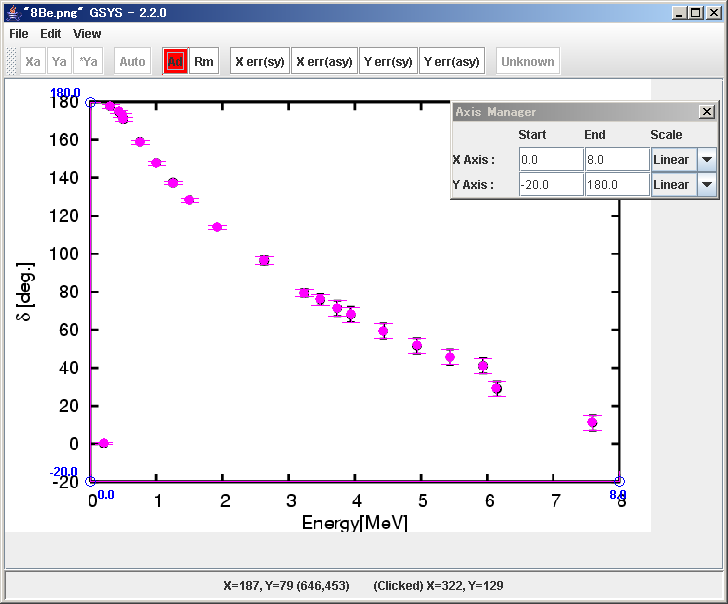 "8Be.png" GSYS - 2.2.0
File Edit View
Xa Ya *Ya Auto Ad Rm X err(sy) X err(asy) Y err(sy) Y err(asy) Unknown
180.0
Axis Manager
Start End Scale
X Axis : 0.0 8.0 Linear
Y Axis : -20.0 180.0 Linear
180
160
140
120
100
80
60
40
20
0
-20
δ [deg.]
-20.0
0.0
8.0
0 1 2 3 4 5 6 7 8
Energy[MeV]
X=187, Y=79 (646,453) (Clicked) X=322, Y=129